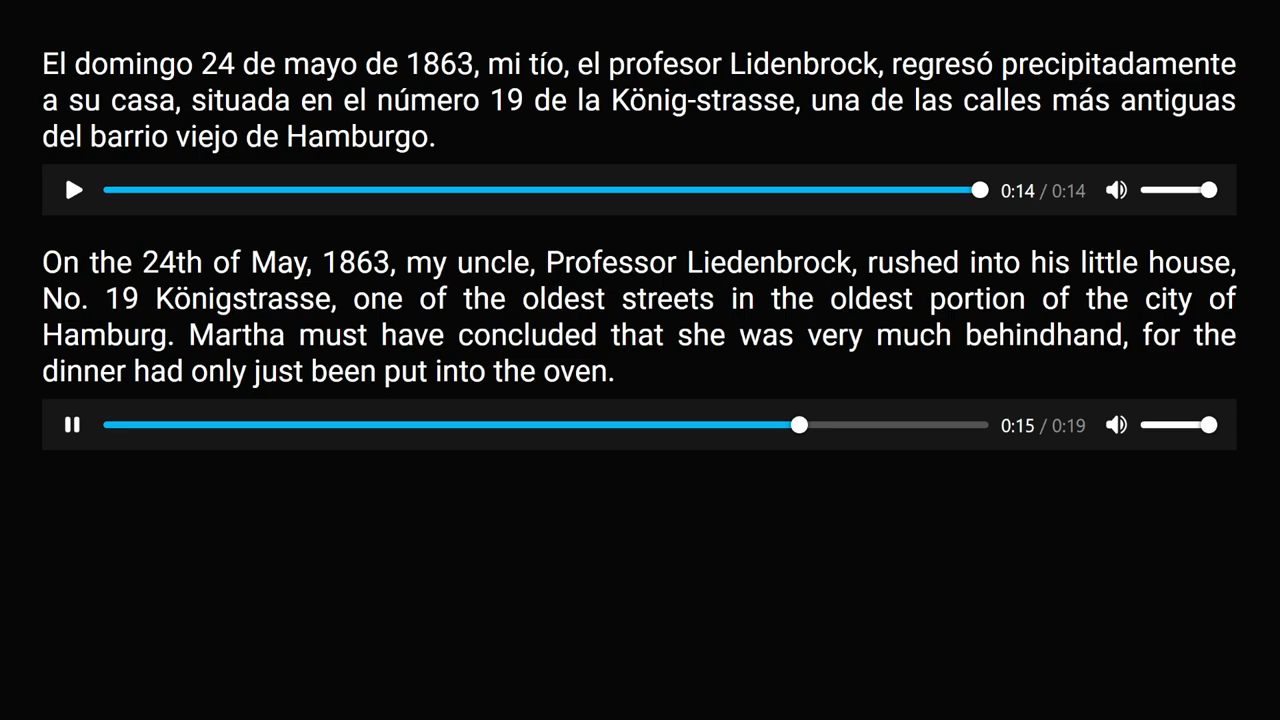 El domingo 24 de mayo de 1863, mi tío, el profesor Lidenbrock, regresó precipitadamente
a su casa, situada en el número 19 de la König-strasse, una de las calles más antiguas
del barrio viejo de Hamburgo.
0:14 / 0:14
On the 24th of May, 1863, my uncle, Professor Liedenbrock, rushed into his little house,
No. 19 Königstrasse, one of the oldest streets in the oldest portion of the city of
Hamburg. Martha must have concluded that she was very much behindhand, for the
dinner had only just been put into the oven.
0:15 / 0:19